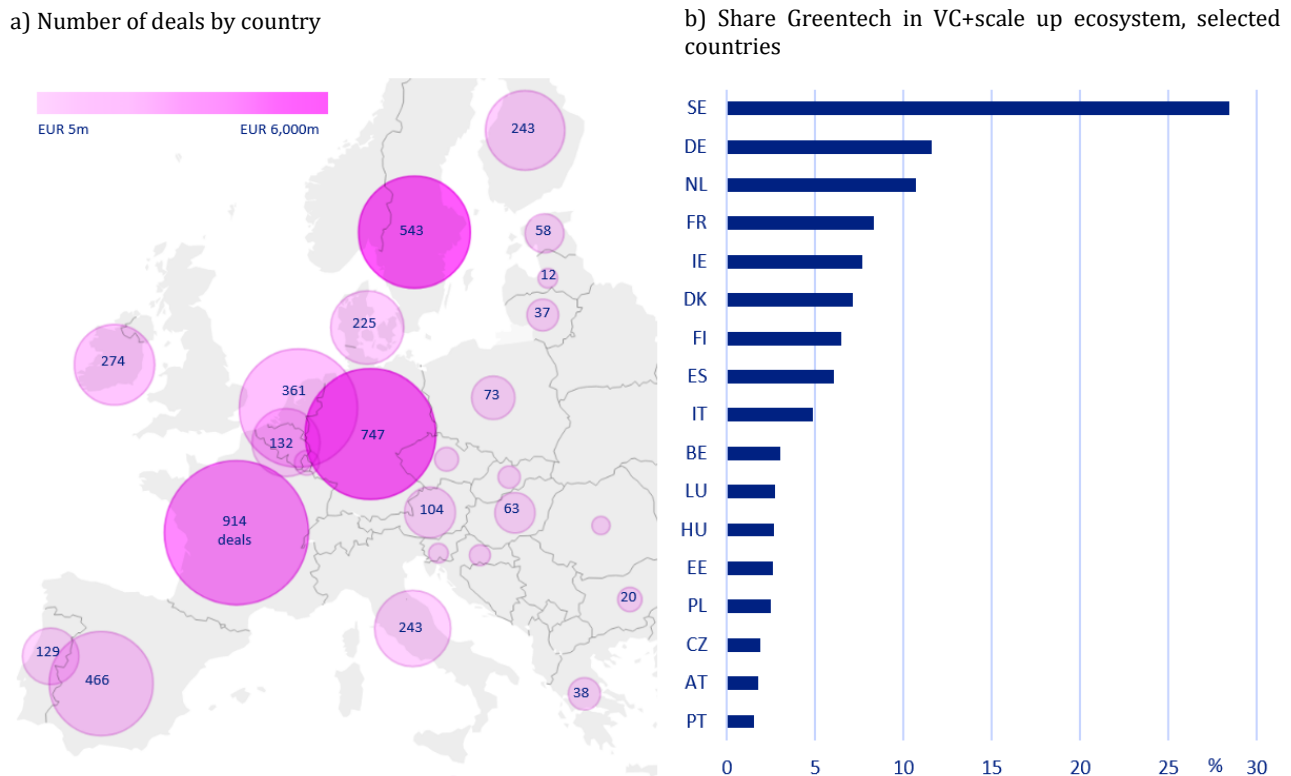 a) Number of deals by country
EUR 5m
EUR 6,000m
243
543
58
12
37
225
274
361
73
132
747
104
63
914
deals
20
243
129
466
38
b) Share Greentech in VC+scale up ecosystem, selected
countries
SE
DE
NL
FR
IE
DK
FI
ES
IT
BE
LU
HU
EE
PL
CZ
AT
PT
0 5 10 15 20 25 % 30